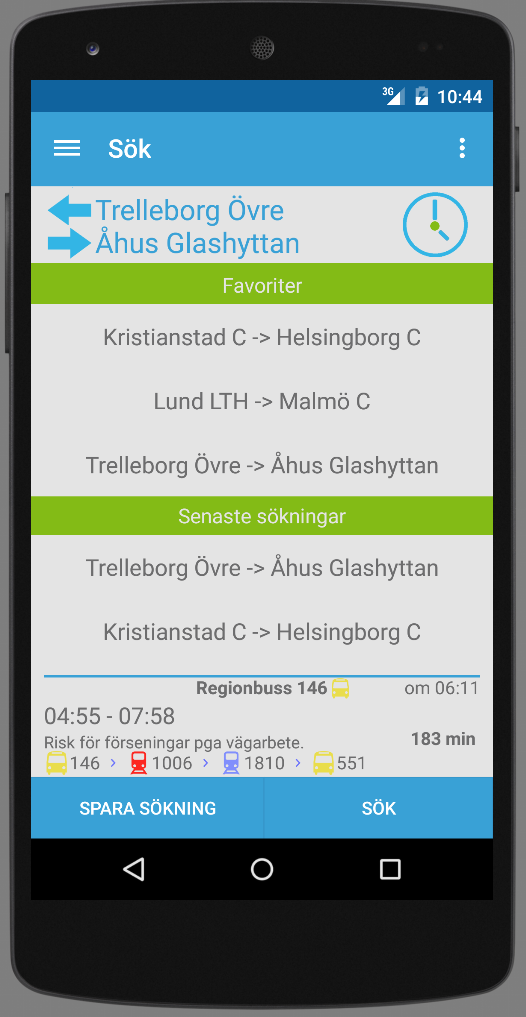 3G 10:44
Sök
Trelleborg Övre
Åhus Glashyttan
Favoriter
Kristianstad C -> Helsingborg C
Lund LTH -> Malmö C
Trelleborg Övre -> Åhus Glashyttan
Senaste sökningar
Trelleborg Övre -> Åhus Glashyttan
Kristianstad C -> Helsingborg C
Regionbuss 146 om 06:11
04:55 - 07:58
Risk för förseningar pga vägarbete. 183 min
146 › 1006 › 1810 › 551
SPARA SÖKNING SÖK